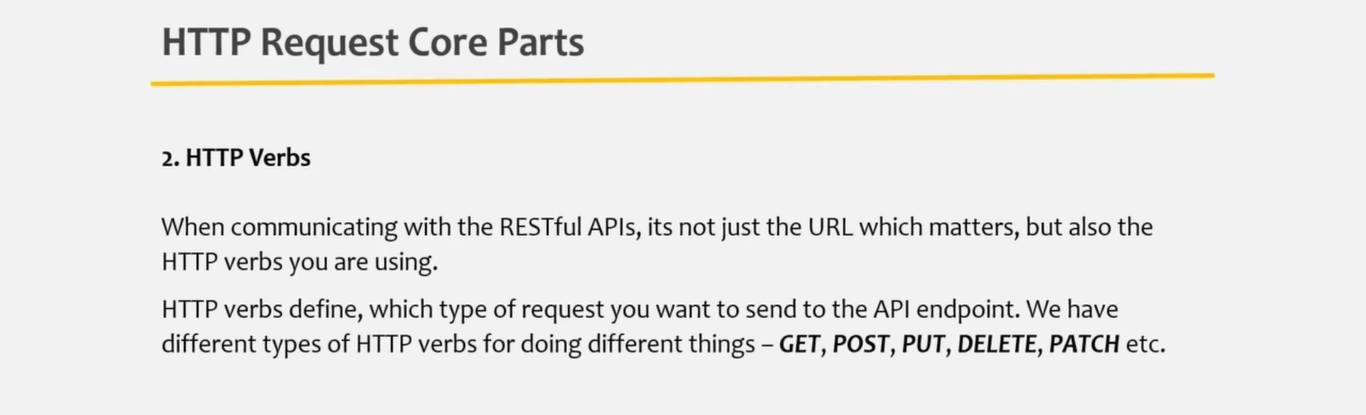 HTTP Request Core Parts
2. HTTP Verbs
When communicating with the RESTful APIs, its not just the URL which matters, but also the
HTTP verbs you are using.
HTTP verbs define, which type of request you want to send to the API endpoint. We have
different types of HTTP verbs for doing different things – GET, POST, PUT, DELETE, PATCH etc.